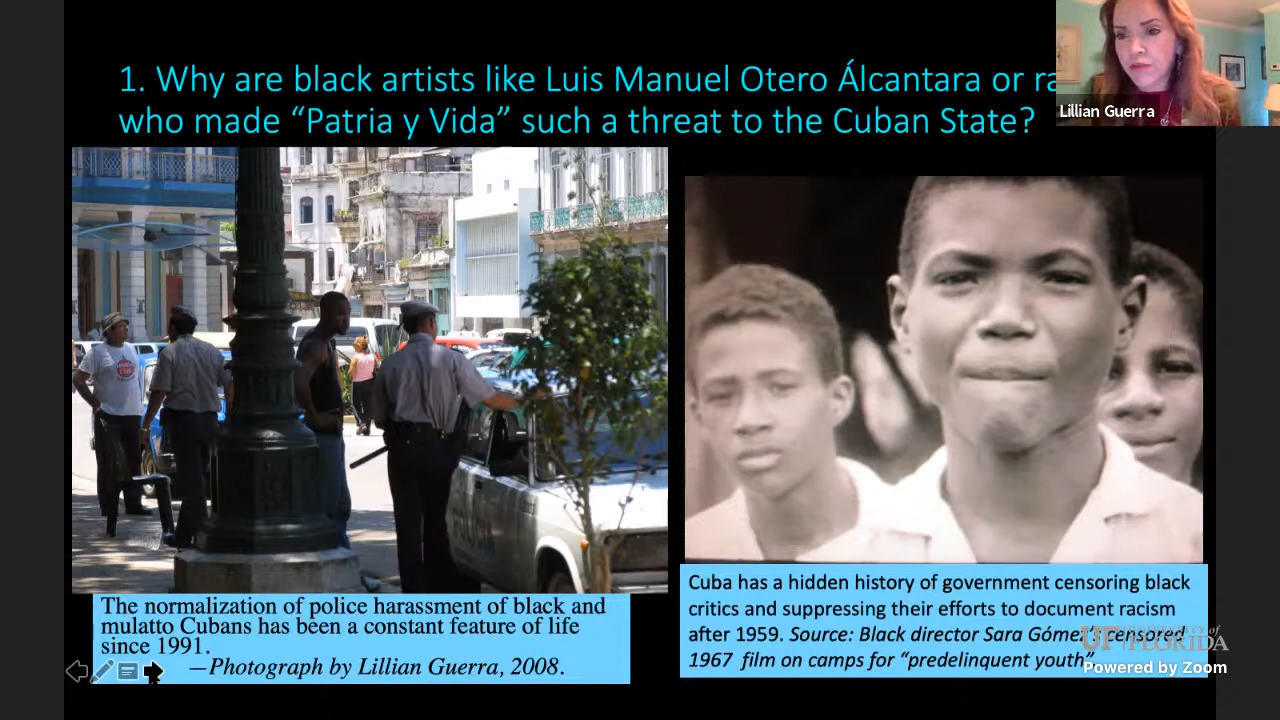 1. Why are black artists like Luis Manuel Otero Álcantara or
who made “Patria y Vida” such a threat to the Cuban State?
Lillian Guerra
The normalization of police harassment of black and
mulatto Cubans has been a constant feature of life
since 1991.
—Photograph by Lillian Guerra, 2008.
Cuba has a hidden history of government censoring black
critics and suppressing their efforts to document racism
after 1959. Source: Black director Sara Gómez's censored
1967 film on camps for “predelinquent youth”
UF FLORIDA
Powered by Zoom